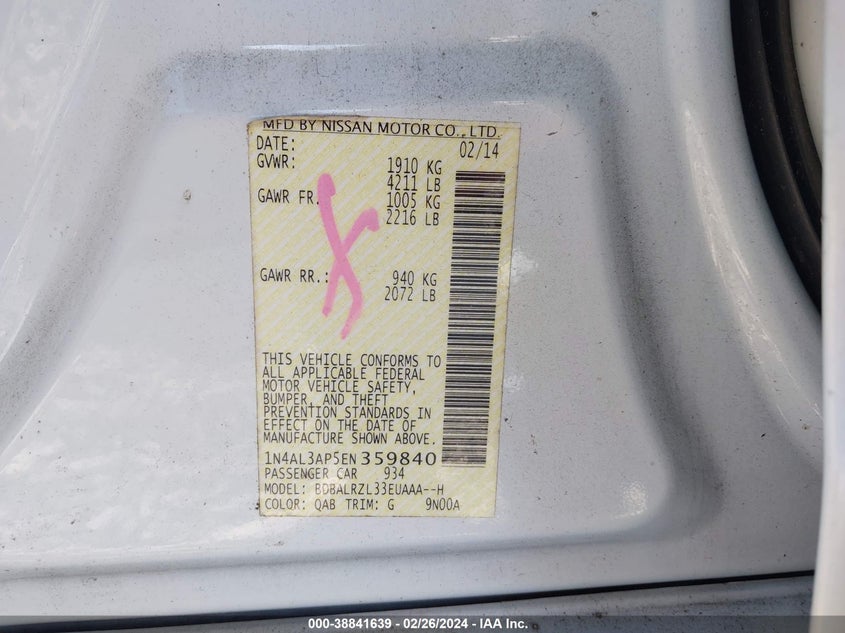 MFD BY NISSAN MOTOR CO., LTD.
DATE: 02/14
GVWR: 1910 KG
4211 LB
GAWR FR. 1005 KG
2216 LB
GAWR RR.: 940 KG
2072 LB
THIS VEHICLE CONFORMS TO
ALL APPLICABLE FEDERAL
MOTOR VEHICLE SAFETY,
BUMPER, AND THEFT
PREVENTION STANDARDS IN
EFFECT ON THE DATE OF
MANUFACTURE SHOWN ABOVE.
1N4AL3AP5EN 359840
PASSENGER CAR 934
MODEL: BDBALRZL33EUAAA--H
COLOR: QAB TRIM: G 9N00A
000-38841639 / 02/26/2024 / IAA Inc.